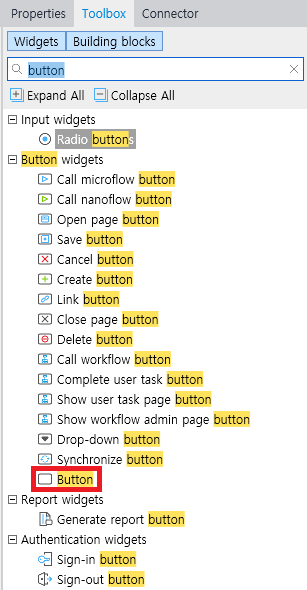 Properties Toolbox Connector
Widgets Building blocks
button
Expand All Collapse All
Input widgets
Radio buttons
Button widgets
Call microflow button
Call nanoflow button
Open page button
Save button
Cancel button
Create button
Link button
Close page button
Delete button
Call workflow button
Complete user task button
Show user task page button
Show workflow admin page button
Drop-down button
Synchronize button
Button
Report widgets
Generate report button
Authentication widgets
Sign-in button
Sign-out button